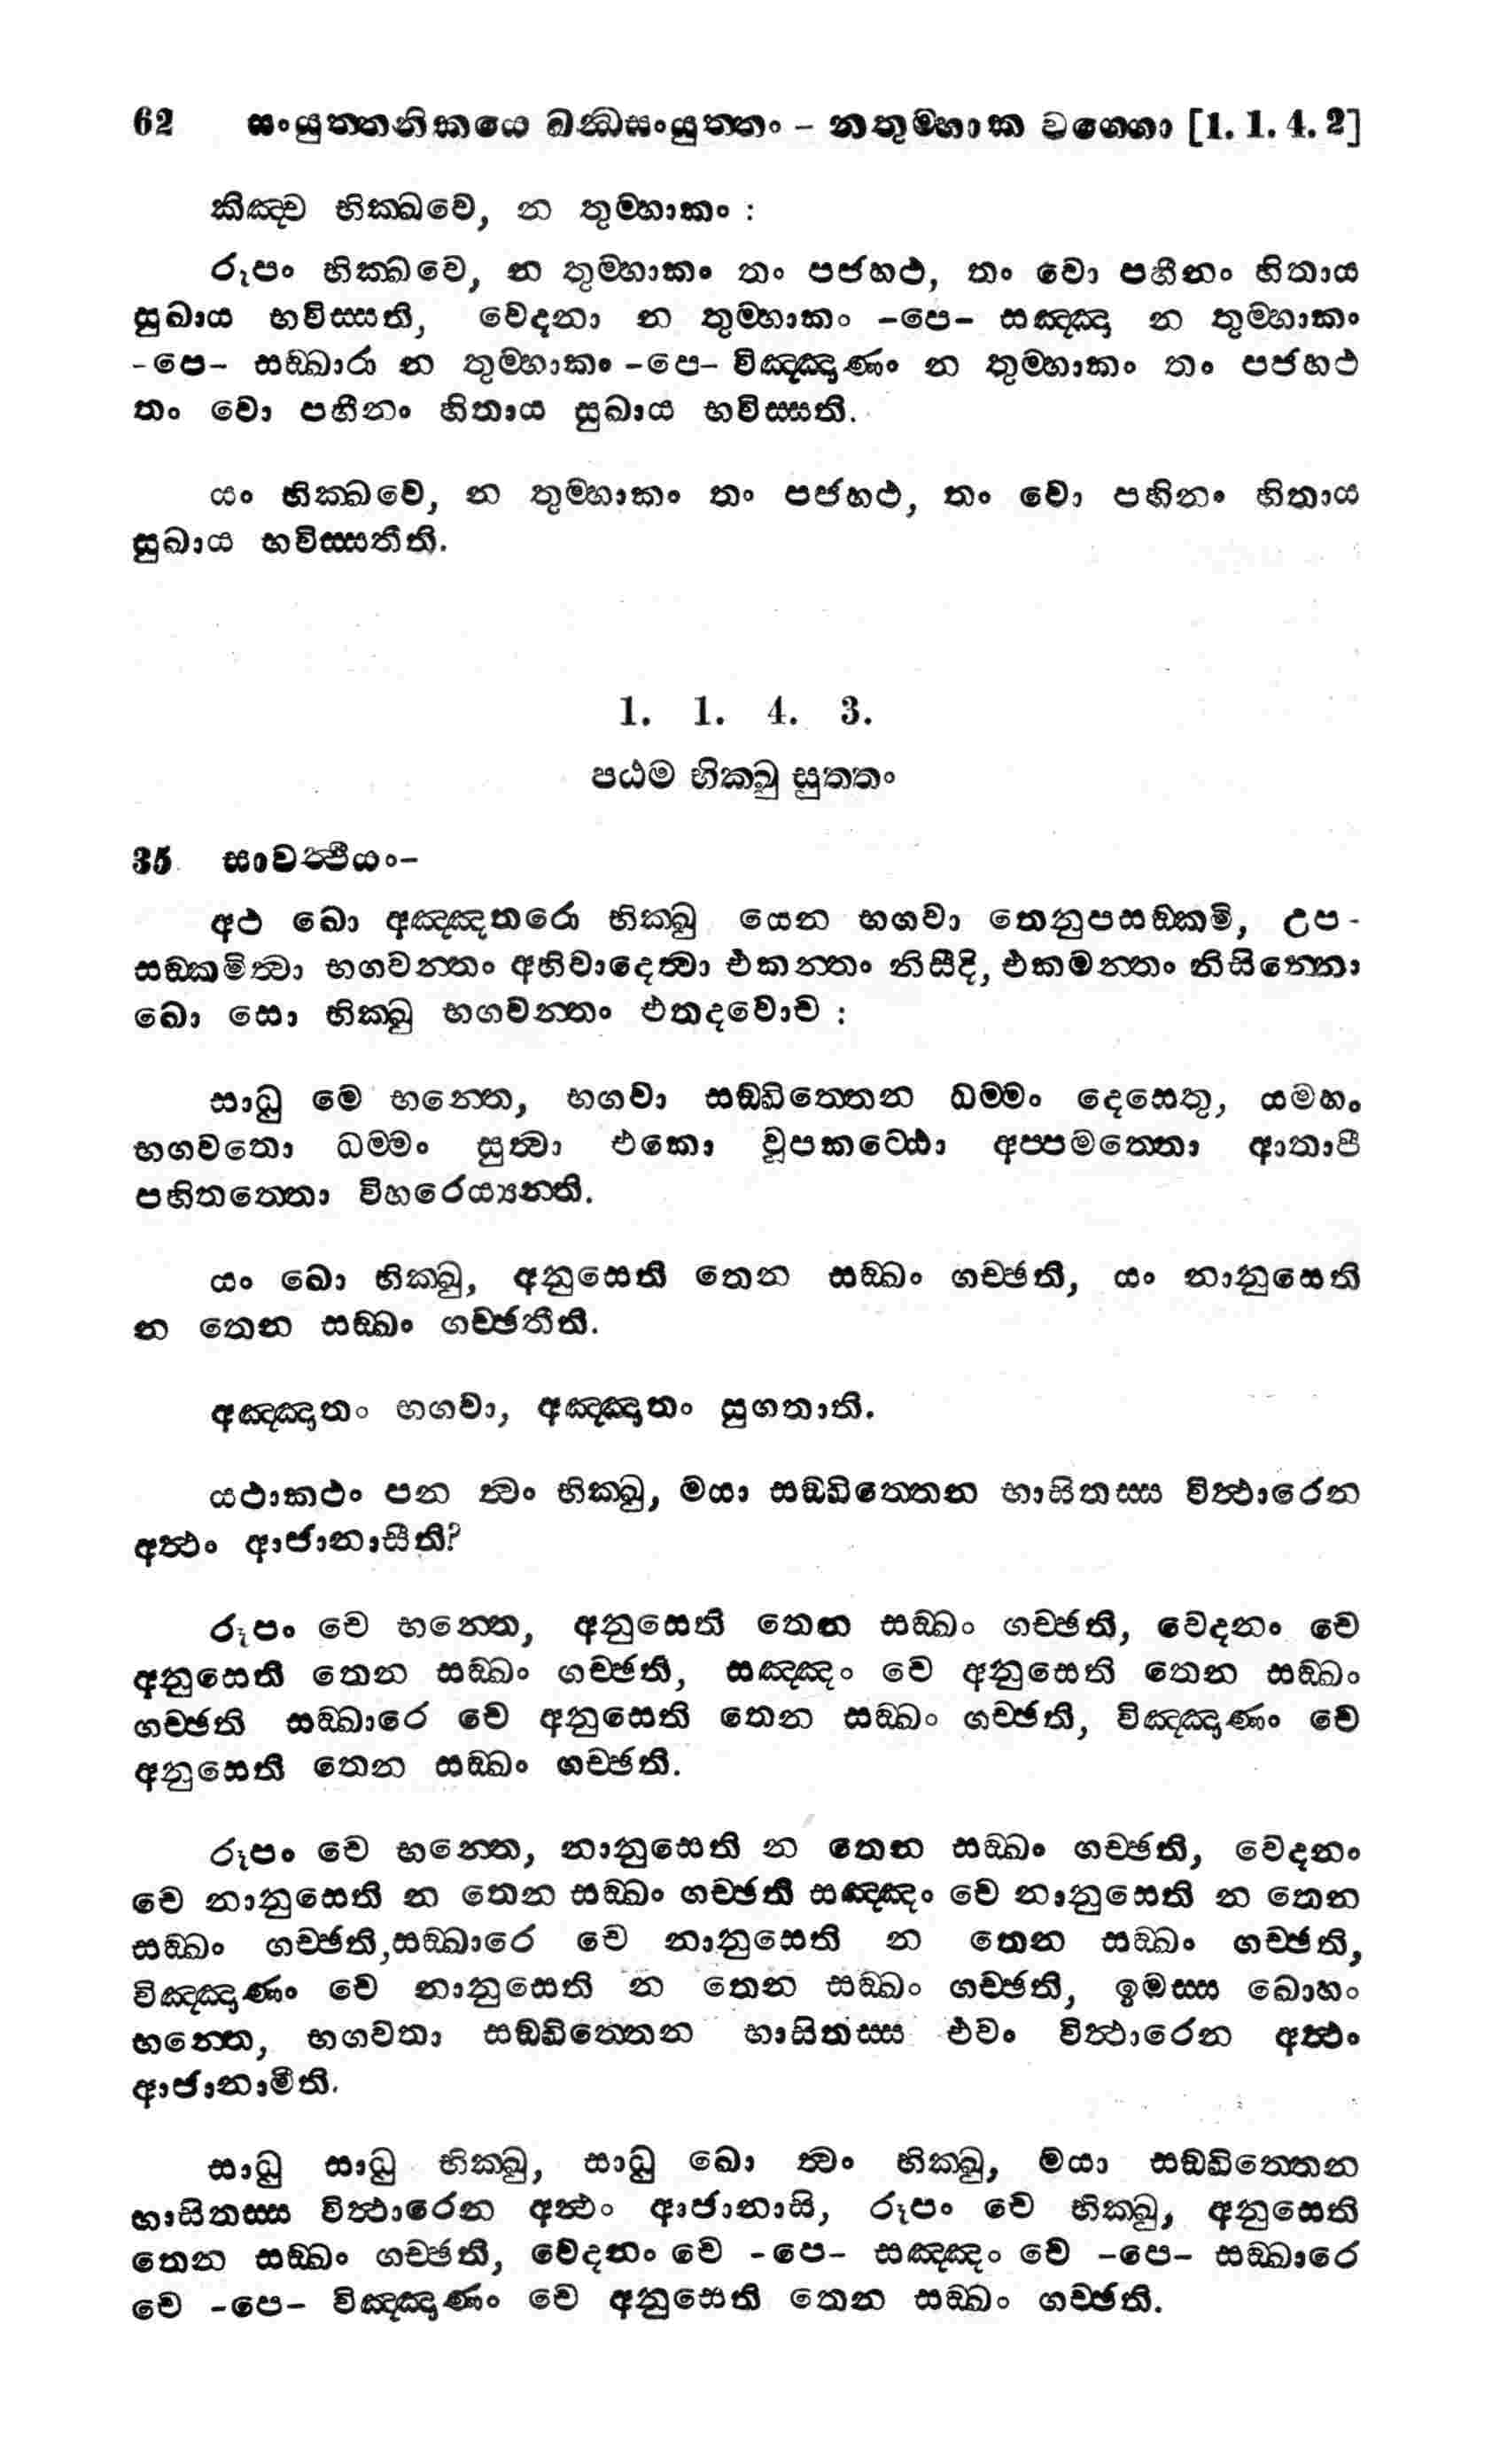 62 සංයුත්තනිකායෙ ඛන්ධසංයුත්තං - නතුම්හාක වග්ගො [1. 1. 4. 2]
කිඤ්ච භික්ඛවෙ, න තුම්හාකං :
රූපං භික්ඛවෙ, න තුම්හාකං තං පජහථ, තං වො පහීනං හිතාය
සුඛාය භවිස්සති, වේදනා න තුම්හාකං -පෙ- සඤ්ඤා න තුම්හාකං
-පෙ- සඞ්ඛාරා න තුම්හාකං -පෙ- විඤ්ඤාණං න තුම්හාකං තං පජහථ
තං වො පහීනං හිතාය සුඛාය භවිස්සති.
යං භික්ඛවෙ, න තුම්හාකං තං පජහථ, තං වො පහිනං හිතාය
සුඛාය භවිස්සතීති.
1. 1. 4. 3.
පඨම භික්ඛු සුත්තං
35 සාවත්ථියං-
අථ ඛො අඤ්ඤතරො භික්ඛු යෙන භගවා තෙනුපසඞ්කමි, උප-
සඞ්කමිත්වා භගවන්තං අභිවාදෙත්වා එකන්තං නිසීදි, එකමන්තං නිසින්නො
ඛො සො භික්ඛු භගවන්තං එතදවොච :
සාධු මෙ භන්තෙ, භගවා සඞ්ඛිත්තෙන ධම්මං දෙසෙතු, යමහං
භගවතො ධම්මං සුත්වා එකො වූපකට්ඨො අප්පමත්තො ආතාපී
පහිතත්තො විහරෙය්‍යන්ති.
යං ඛො භික්ඛු, අනුසෙති තෙන සඞ්ඛං ගච්ඡති, යං නානුසෙති
න තෙන සඞ්ඛං ගච්ඡතීති.
අඤ්ඤාතං භගවා, අඤ්ඤාතං සුගතාති.
යථාකථං පන ත්වං භික්ඛු, මයා සඞ්ඛිත්තෙන භාසිතස්ස විත්ථාරෙන
අත්ථං ආජානාසීති?
රූපං චෙ භන්තෙ, අනුසෙති තෙන සඞ්ඛං ගච්ඡති, වෙදනං චෙ
අනුසෙති තෙන සඞ්ඛං ගච්ඡති, සඤ්ඤං චෙ අනුසෙති තෙන සඞ්ඛං
ගච්ඡති සඞ්ඛාරෙ චෙ අනුසෙති තෙන සඞ්ඛං ගච්ඡති, විඤ්ඤාණං චෙ
අනුසෙති තෙන සඞ්ඛං ගච්ඡති.
රූපං චෙ භන්තෙ, නානුසෙති න තෙන සඞ්ඛං ගච්ඡති, වෙදනං
චෙ නානුසෙති න තෙන සඞ්ඛං ගච්ඡති සඤ්ඤං චෙ නානුසෙති න තෙන
සඞ්ඛං ගච්ඡති,සඞ්ඛාරෙ චෙ නානුසෙති න තෙන සඞ්ඛං ගච්ඡති,
විඤ්ඤාණං චෙ නානුසෙති න තෙන සඞ්ඛං ගච්ඡති, ඉමස්ස ඛොහං
භන්තෙ, භගවතා සඞ්ඛිත්තෙන භාසිතස්ස එවං විත්ථාරෙන අත්ථං
ආජානාමීති.
සාධු සාධු භික්ඛු, සාධු ඛො ත්වං භික්ඛු, මයා සඞ්ඛිත්තෙන
භාසිතස්ස විත්ථාරෙන අත්ථං ආජානාසි, රූපං චෙ භික්ඛු, අනුසෙති
තෙන සඞ්ඛං ගච්ඡති, වේදනං චෙ -පෙ- සඤ්ඤං චෙ -පෙ- සඞ්ඛාරෙ
චෙ -පෙ- විඤ්ඤාණං චෙ අනුසෙති තෙන සඞ්ඛං ගච්ඡති.